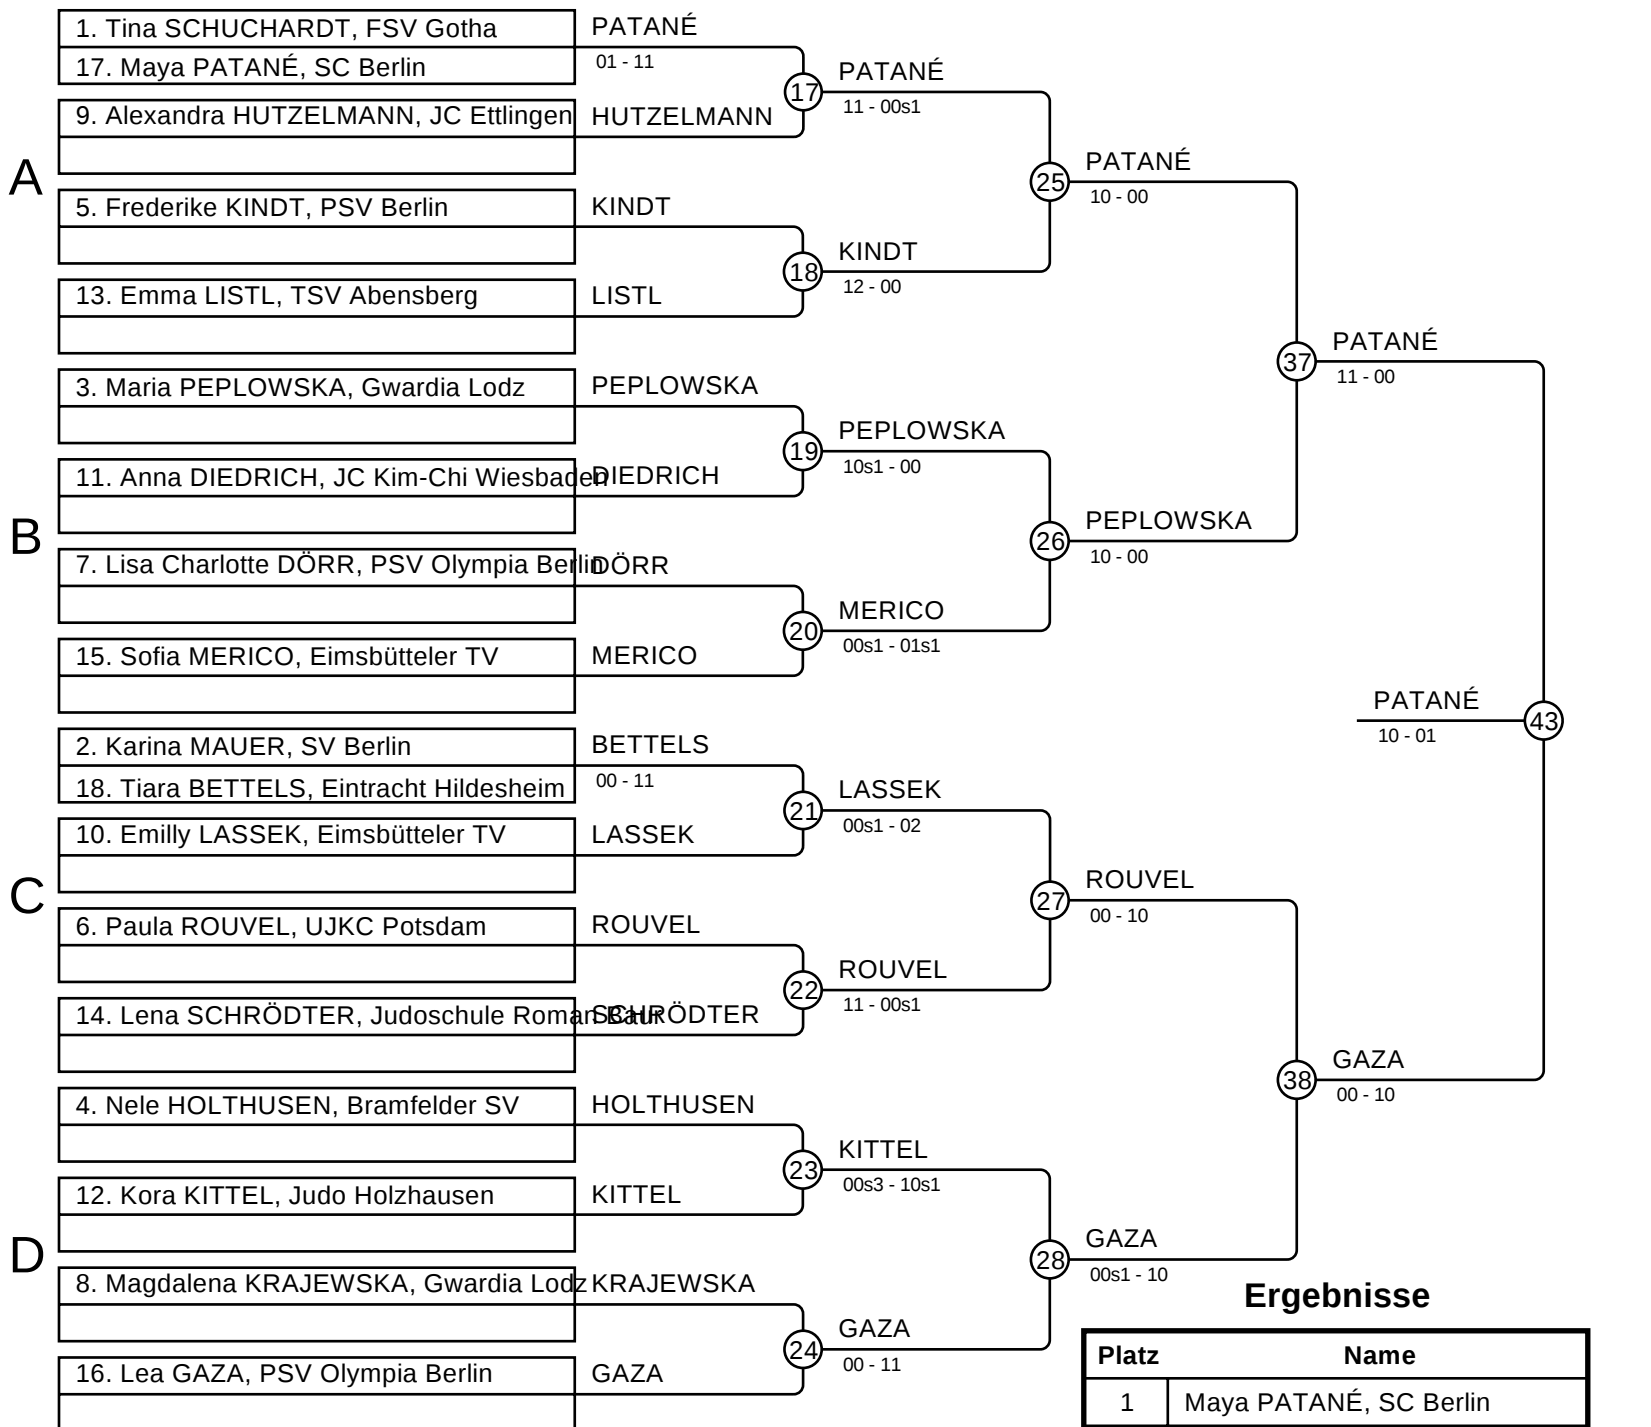 1. Tina SCHUCHARDT, FSV Gotha
PATANÉ
01 - 11
17. Maya PATANÉ, SC Berlin
17
PATANÉ
11 - 00s1
9. Alexandra HUTZELMANN, JC Ettlingen
HUTZELMANN
A
25
PATANÉ
10 - 00
5. Frederike KINDT, PSV Berlin
KINDT
18
KINDT
12 - 00
13. Emma LISTL, TSV Abensberg
LISTL
37
PATANÉ
11 - 00
3. Maria PEPLOWSKA, Gwardia Lodz
PEPLOWSKA
19
PEPLOWSKA
10s1 - 00
11. Anna DIEDRICH, JC Kim-Chi Wiesbaden
DIEDRICH
B
26
PEPLOWSKA
10 - 00
7. Lisa Charlotte DÖRR, PSV Olympia Berlin
DÖRR
20
MERICO
00s1 - 01s1
15. Sofia MERICO, Eimsbütteler TV
MERICO
PATANÉ
10 - 01
43
2. Karina MAUER, SV Berlin
BETTELS
00 - 11
18. Tiara BETTELS, Eintracht Hildesheim
21
LASSEK
00s1 - 02
10. Emilly LASSEK, Eimsbütteler TV
LASSEK
C
27
ROUVEL
00 - 10
6. Paula ROUVEL, UJKC Potsdam
ROUVEL
22
ROUVEL
11 - 00s1
14. Lena SCHRÖDTER, Judoschule Roman Baur
SCHRÖDTER
38
GAZA
00 - 10
4. Nele HOLTHUSEN, Bramfelder SV
HOLTHUSEN
23
KITTEL
00s3 - 10s1
12. Kora KITTEL, Judo Holzhausen
KITTEL
D
28
GAZA
00s1 - 10
8. Magdalena KRAJEWSKA, Gwardia Lodz
KRAJEWSKA
24
GAZA
00 - 11
16. Lea GAZA, PSV Olympia Berlin
GAZA
Ergebnisse
Platz Name
1 Maya PATANÉ, SC Berlin